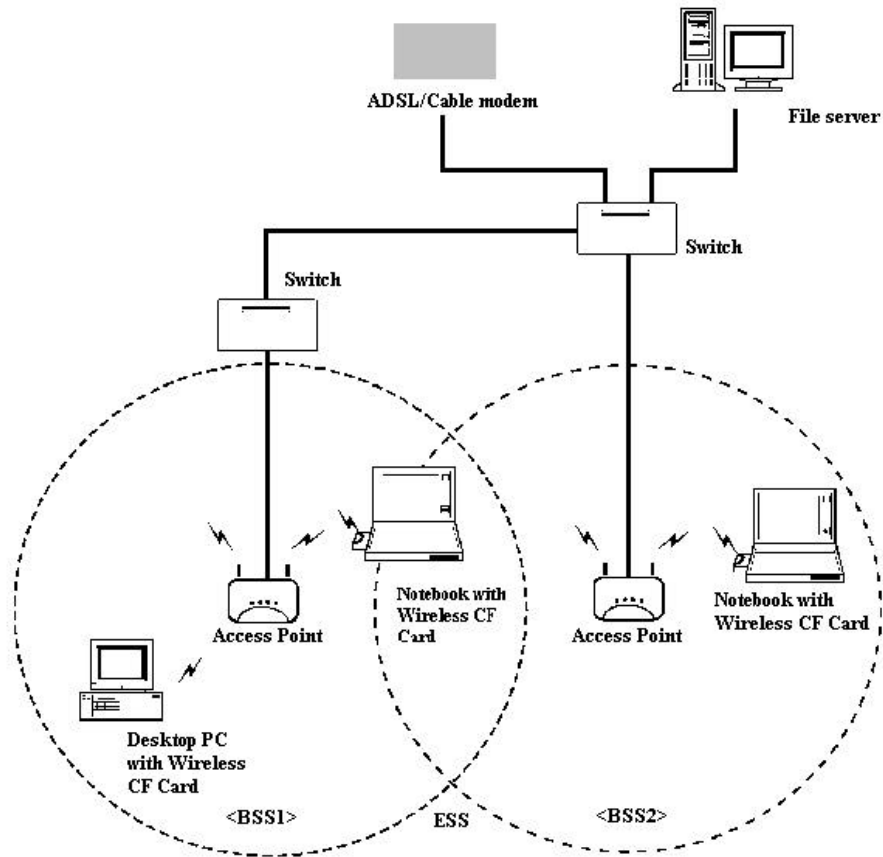 ADSL/Cable modem
File server
Switch
Switch
Notebook with
Wireless CF
Card
Notebook with
Wireless CF Card
Access Point
Access Point
Desktop PC
with Wireless
CF Card
<BSS1>
ESS
<BSS2>